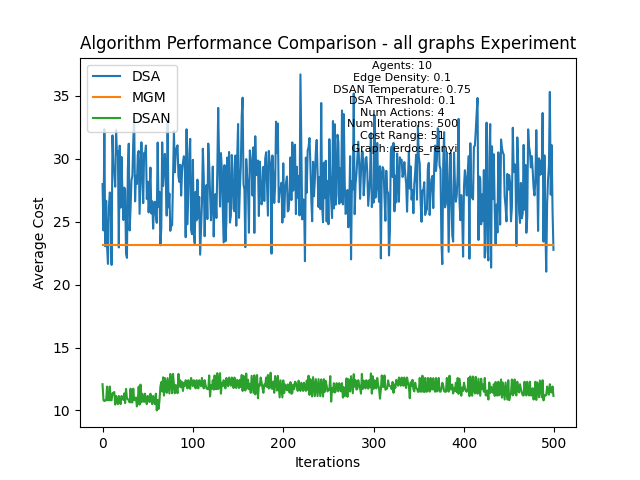 Algorithm Performance Comparison - all graphs Experiment
DSA
MGM
DSAN
Agents: 10
Edge Density: 0.1
DSAN Temperature: 0.75
DSA Threshold: 0.1
Num Actions: 4
Num Iterations: 500
Cost Range: 51
Graph: erdos_renyi
Average Cost
35
30
25
20
15
10
0
100
200
300
400
500
Iterations